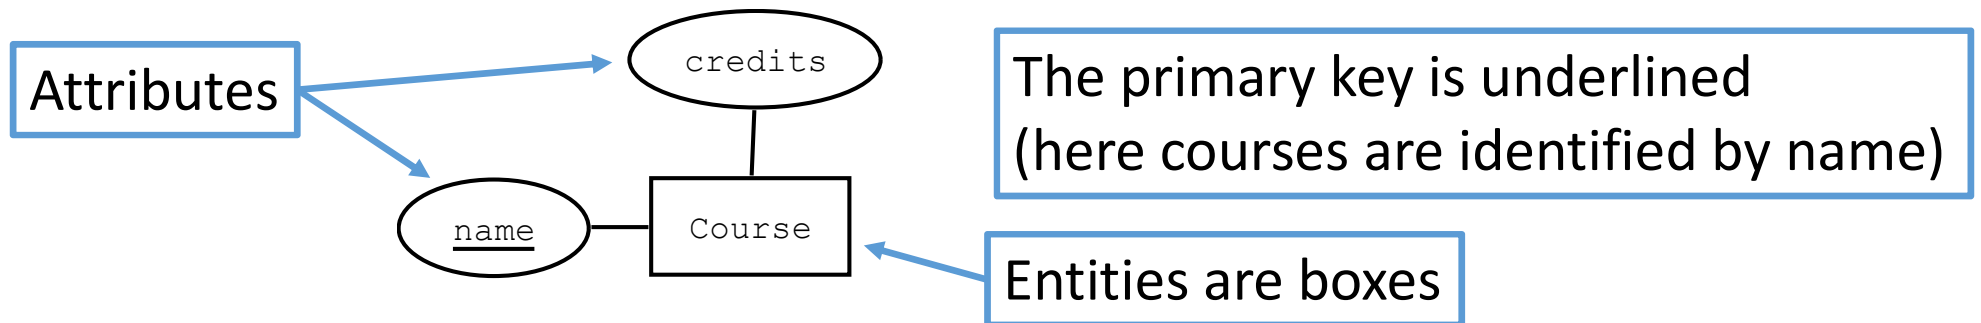 credits
Attributes
The primary key is underlined
(here courses are identified by name)
name
Course
Entities are boxes